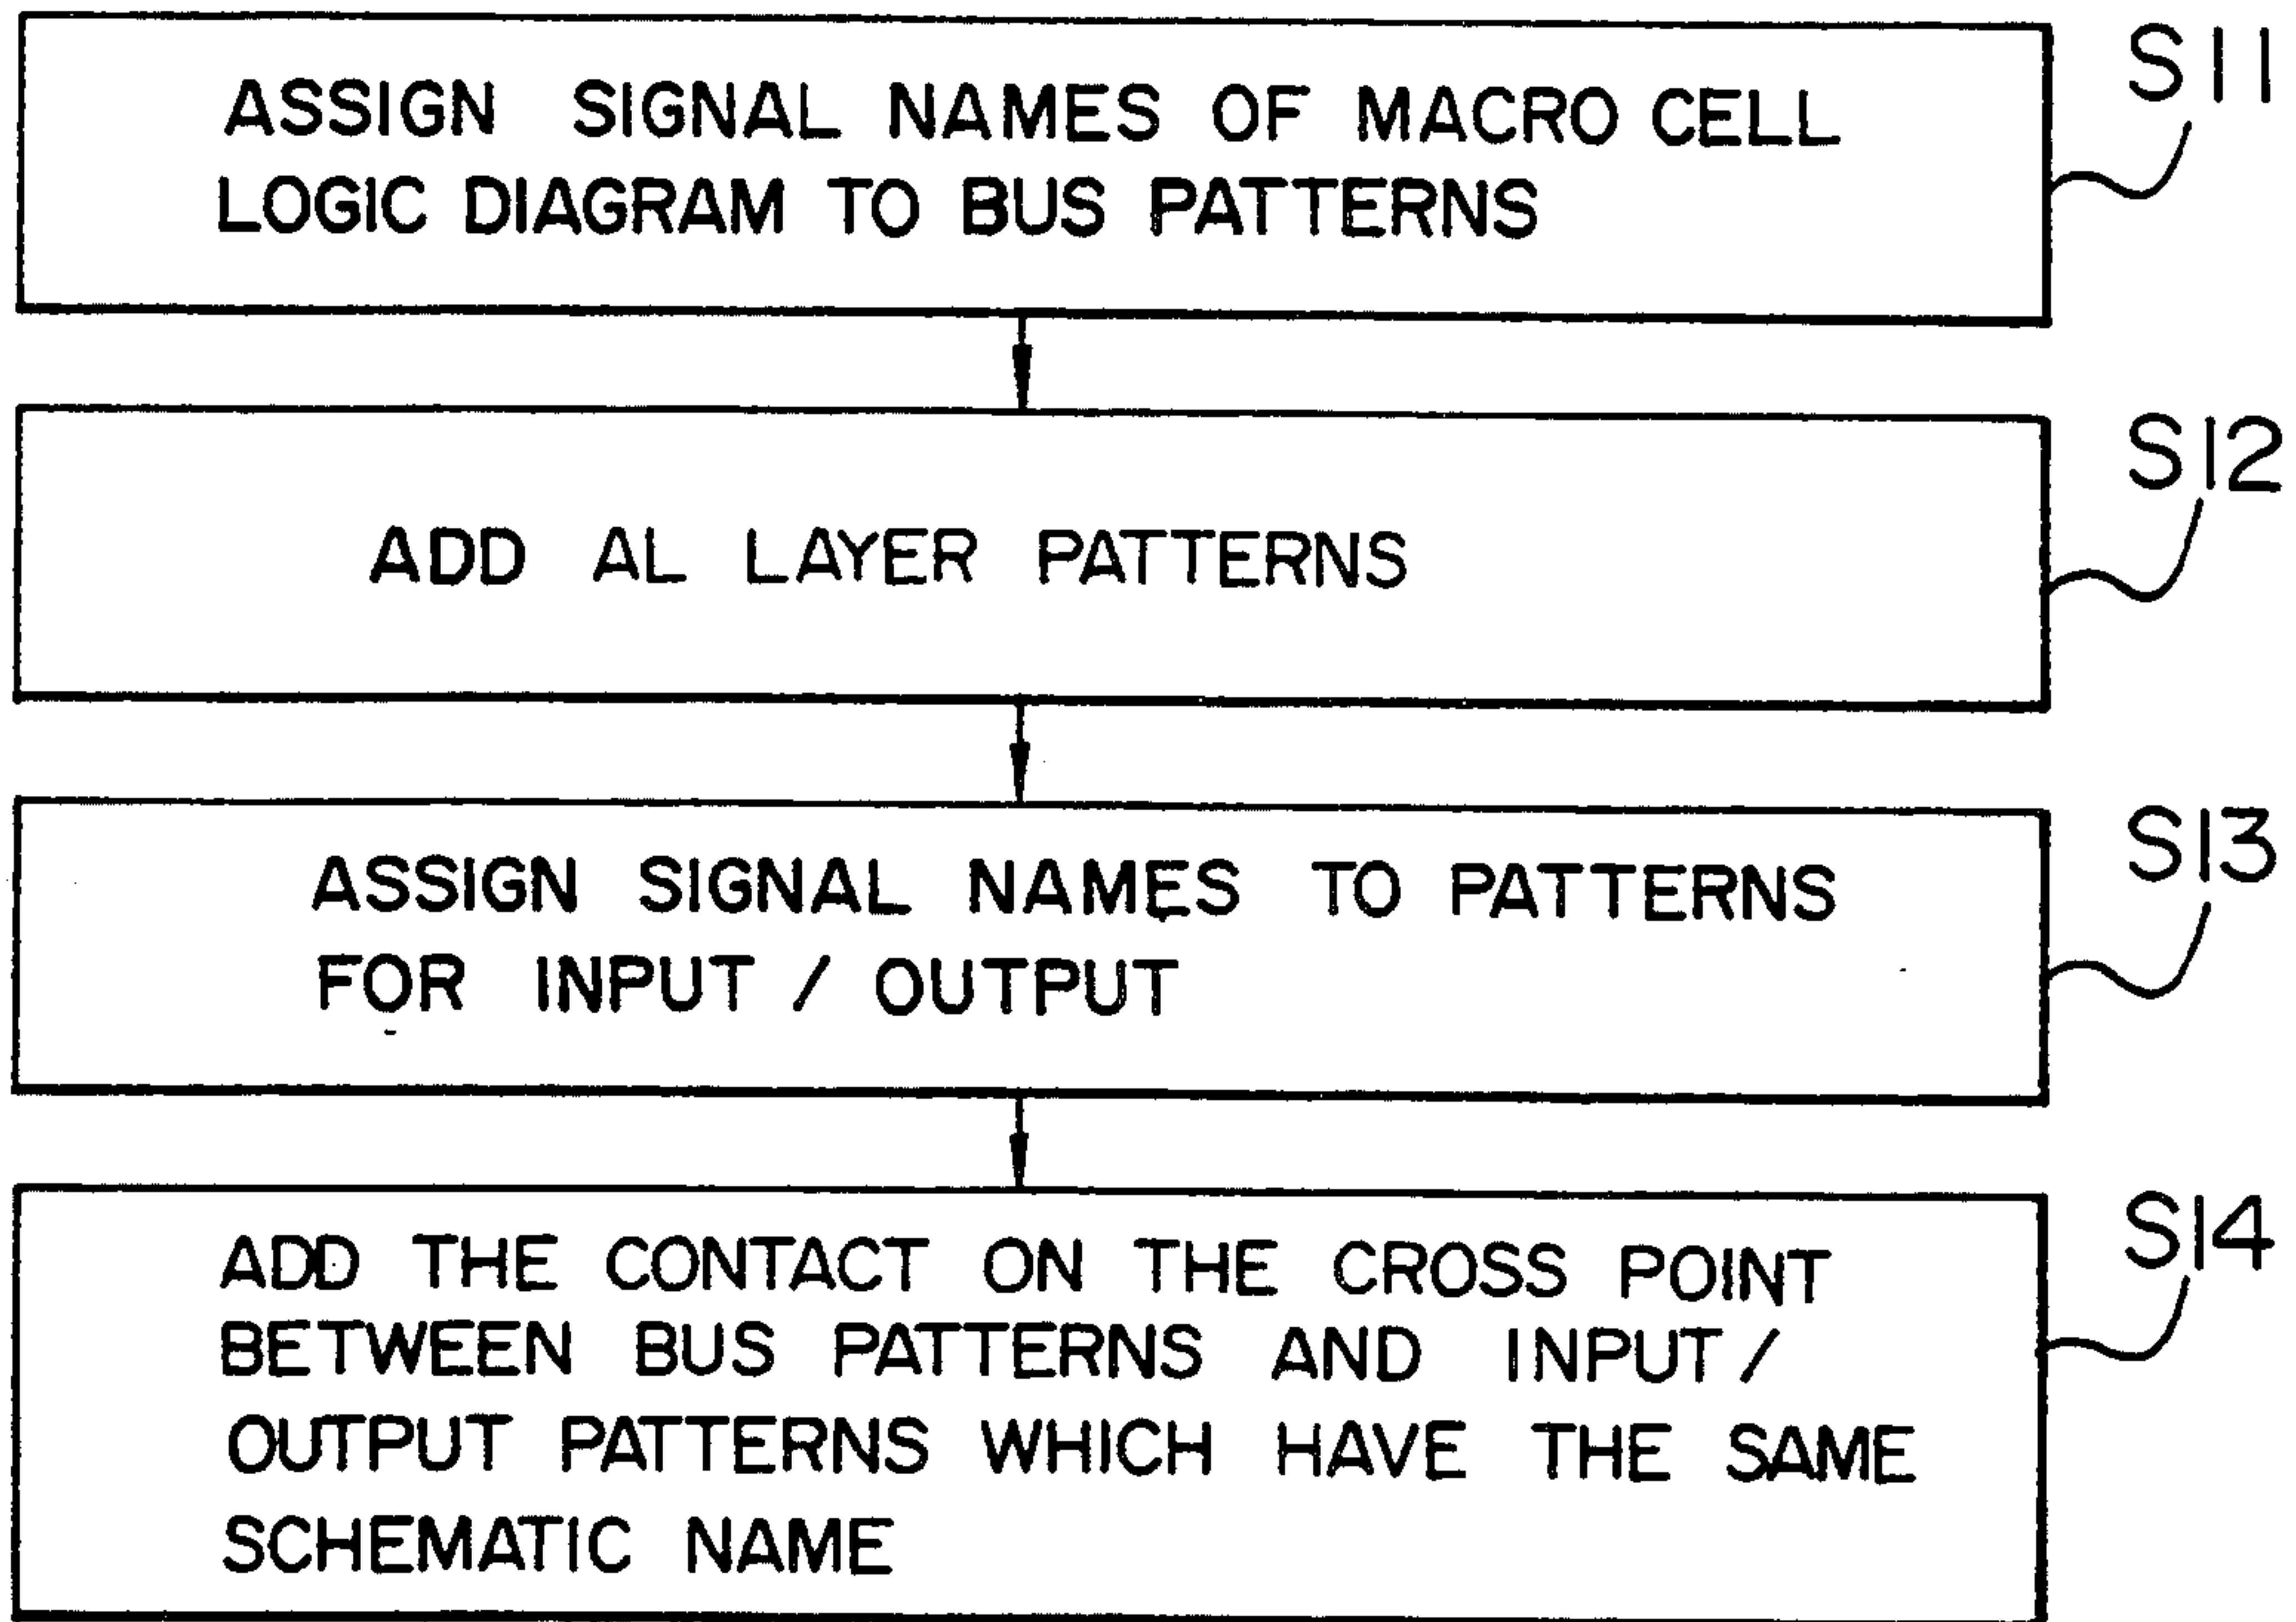 ASSIGN SIGNAL NAMES OF MACRO CELL
LOGIC DIAGRAM TO BUS PATTERNS
S11
ADD AL LAYER PATTERNS
S12
ASSIGN SIGNAL NAMES TO PATTERNS
FOR INPUT / OUTPUT
S13
ADD THE CONTACT ON THE CROSS POINT
BETWEEN BUS PATTERNS AND INPUT /
OUTPUT PATTERNS WHICH HAVE THE SAME
SCHEMATIC NAME
S14